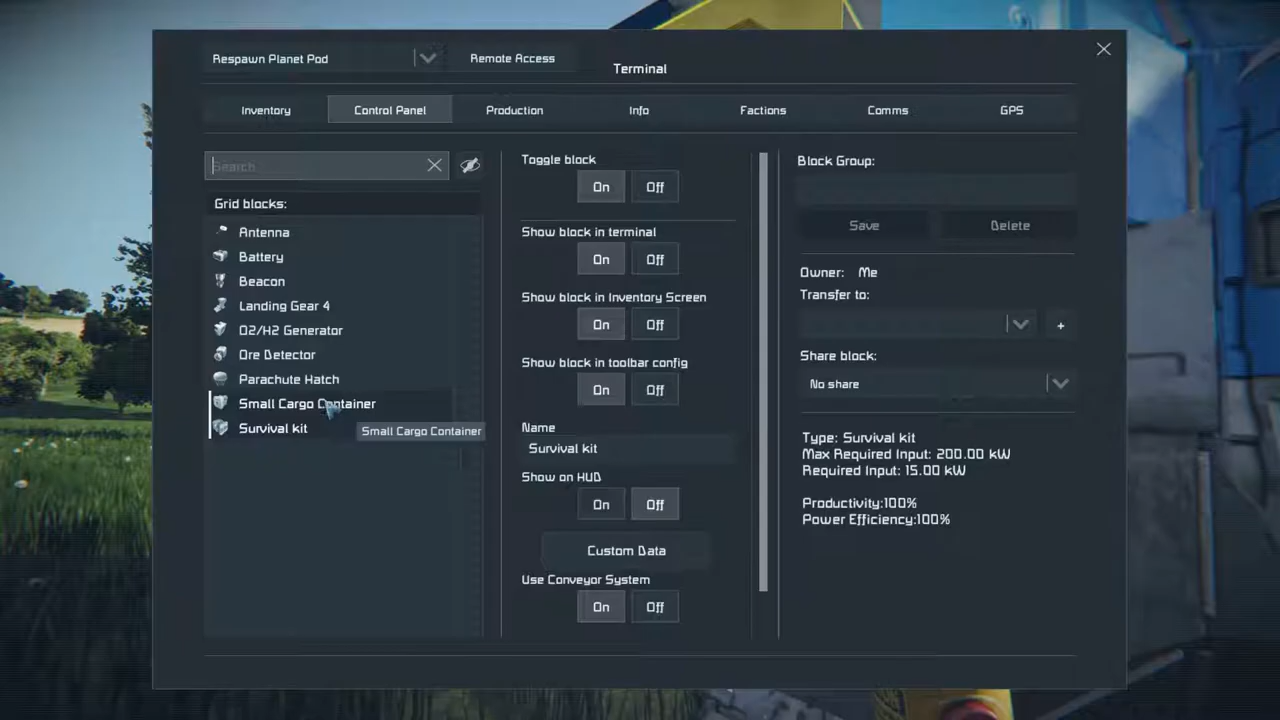 Respawn Planet Pod
Remote Access
Terminal
Inventory
Control Panel
Production
Info
Factions
Comms
GPS
Search...
Grid blocks:
Antenna
Battery
Beacon
Landing Gear 4
O2/H2 Generator
Ore Detector
Parachute Hatch
Small Cargo Container
Survival kit
Small Cargo Container
Toggle block
On Off
Show block in terminal
On Off
Show block in Inventory Screen
On Off
Show block in toolbar config
On Off
Name
Survival kit
Show on HUD
On Off
Custom Data
Use Conveyor System
On Off
Block Group:
Save Delete
Owner: Me
Transfer to:
+
Share block:
No share
Type: Survival kit
Max Required Input: 200.00 kW
Required Input: 15.00 kW
Productivity:100%
Power Efficiency:100%